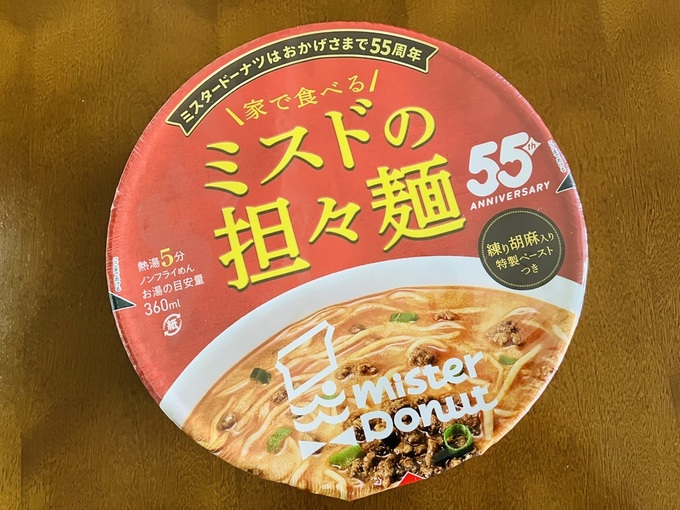 ミスタードーナツはおかげさまで55周年
家で食べる
ミスドの
担々麺
55th
ANNIVERSARY
練り胡麻入り
特製ペースト
つき
熱湯5分
ノンフライめん
お湯の目安量
360ml
紙
mister
Donut